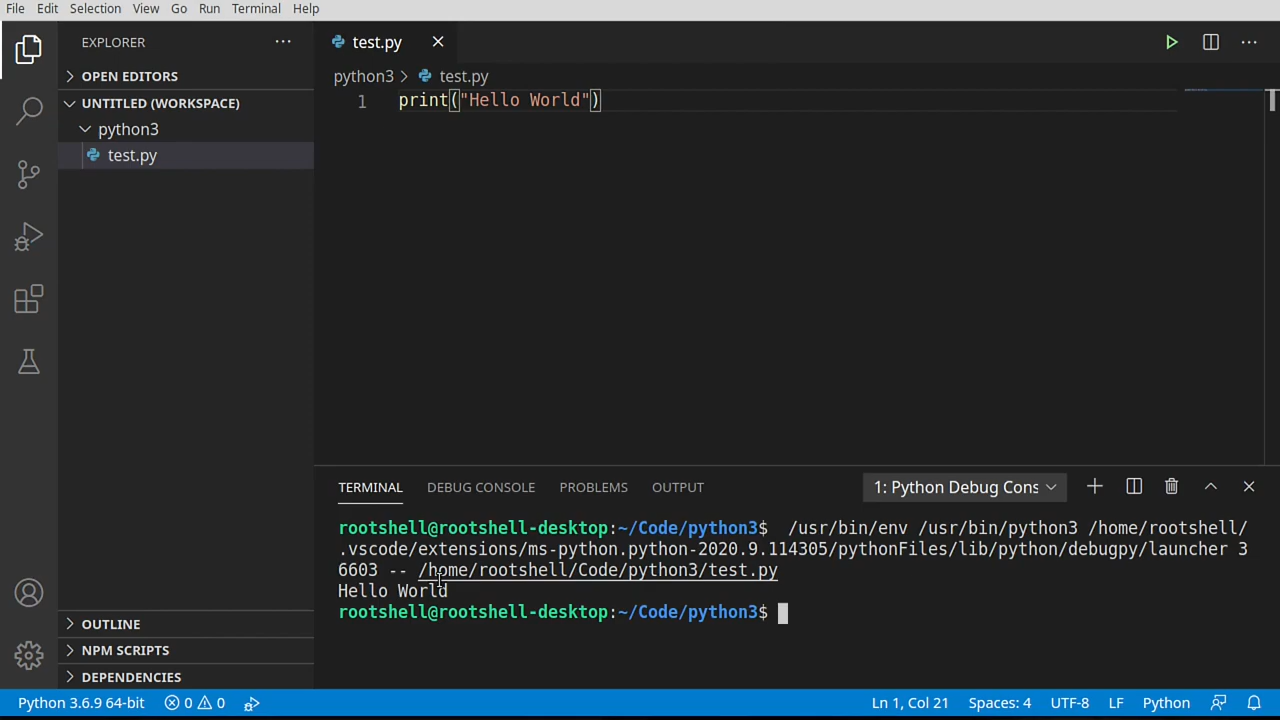 File Edit Selection View Go Run Terminal Help
EXPLORER
OPEN EDITORS
UNTITLED (WORKSPACE)
python3
test.py
OUTLINE
NPM SCRIPTS
DEPENDENCIES
test.py
python3 > test.py
1 print("Hello World")
TERMINAL DEBUG CONSOLE PROBLEMS OUTPUT 1: Python Debug Cons
rootshell@rootshell-desktop:~/Code/python3$  /usr/bin/env /usr/bin/python3 /home/rootshell/
.vscode/extensions/ms-python.python-2020.9.114305/pythonFiles/lib/python/debugpy/launcher 3
6603 -- /home/rootshell/Code/python3/test.py
Hello World
rootshell@rootshell-desktop:~/Code/python3$
Python 3.6.9 64-bit 0 0 Ln 1, Col 21 Spaces: 4 UTF-8 LF Python